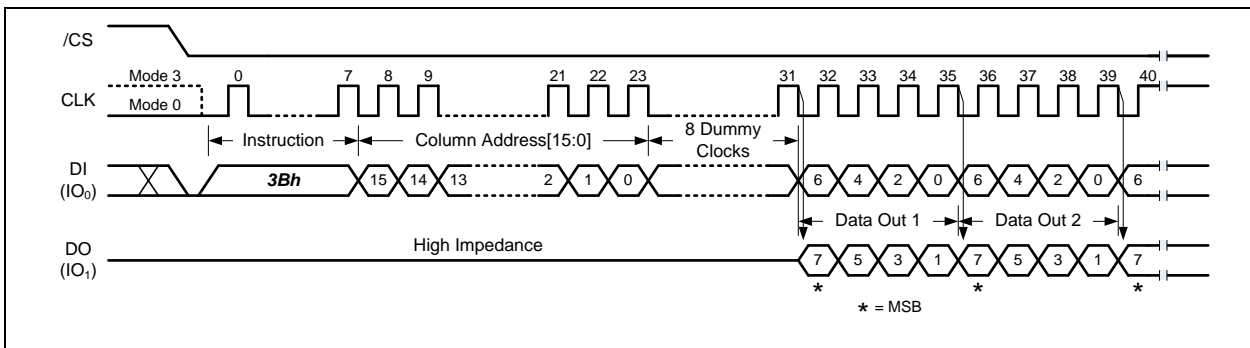 /CS
Mode 3 0 7 8 9 21 22 23 31 32 33 34 35 36 37 38 39 40
CLK Mode 0
Instruction Column Address[15:0] 8 Dummy
Clocks
DI
(IO0) 3Bh 15 14 13 2 1 0 6 4 2 0 6 4 2 0 6
Data Out 1 Data Out 2
DO High Impedance
(IO1) 7 5 3 1 7 5 3 1 7
* * *
* = MSB